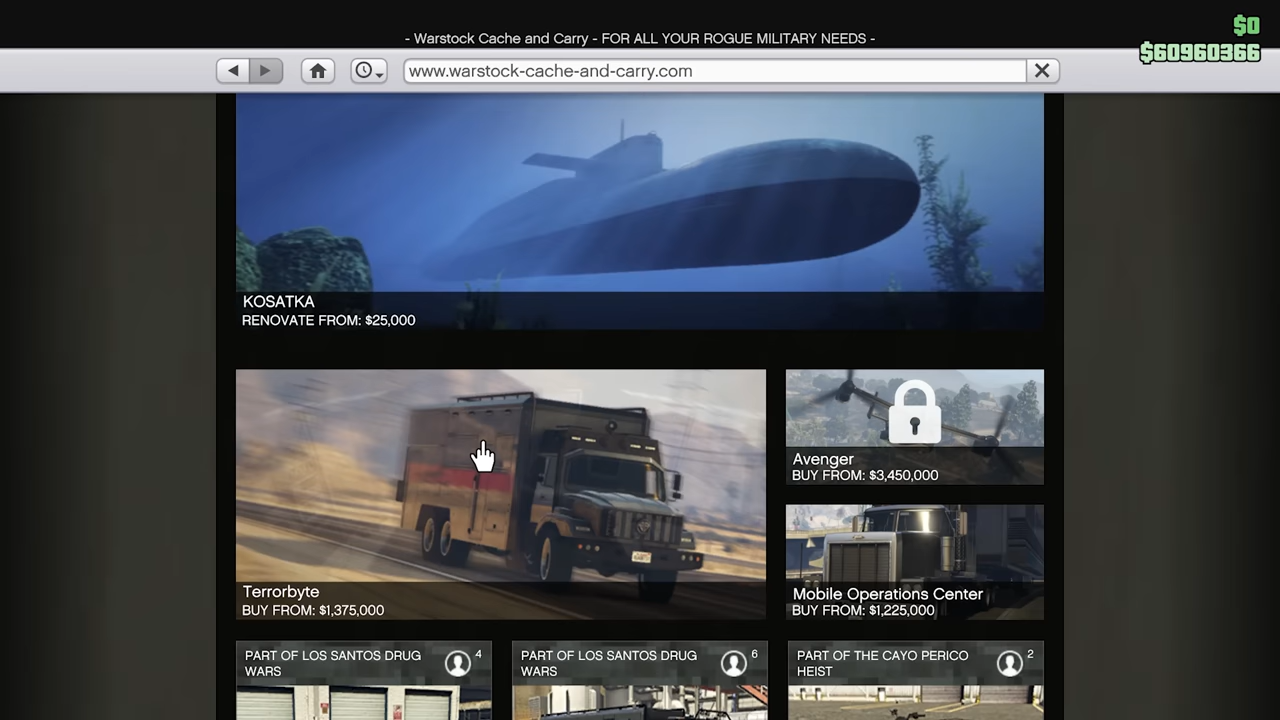 $0
- Warstock Cache and Carry - FOR ALL YOUR ROGUE MILITARY NEEDS -
$60960366
www.warstock-cache-and-carry.com
KOSATKA
RENOVATE FROM: $25,000
Avenger
BUY FROM: $3,450,000
Terrorbyte
BUY FROM: $1,375,000
Mobile Operations Center
BUY FROM: $1,225,000
PART OF LOS SANTOS DRUG
WARS
4
PART OF LOS SANTOS DRUG
WARS
6
PART OF THE CAYO PERICO
HEIST
2